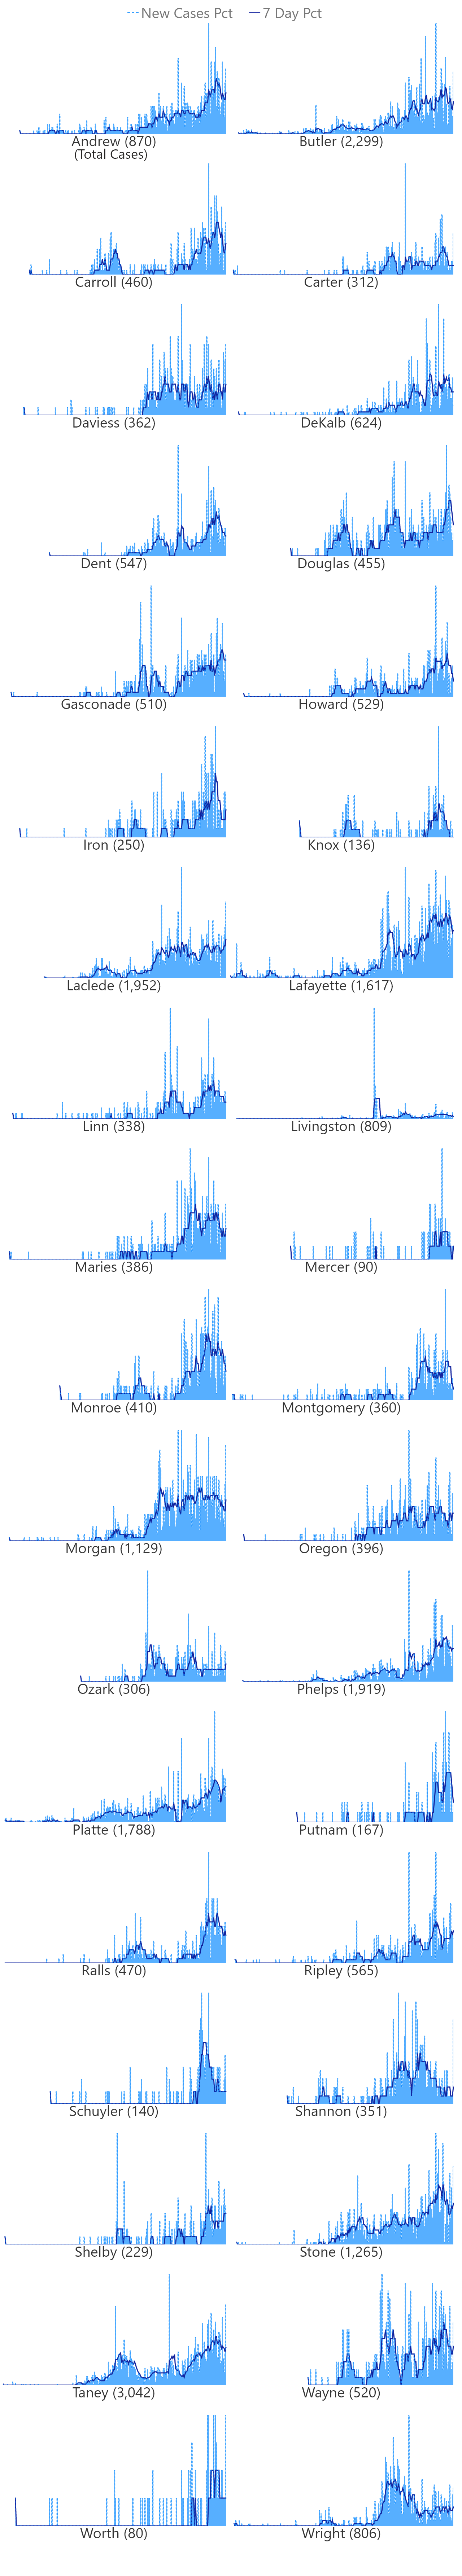 New Cases Pct 7 Day Pct
Andrew (870) Butler (2,299)
(Total Cases)
Carroll (460) Carter (312)
Daviess (362) DeKalb (624)
Dent (547) Douglas (455)
Gasconade (510) Howard (529)
Iron (250) Knox (136)
Laclede (1,952) Lafayette (1,617)
Linn (338) Livingston (809)
Maries (386) Mercer (90)
Monroe (410) Montgomery (360)
Morgan (1,129) Oregon (396)
Ozark (306) Phelps (1,919)
Platte (1,788) Putnam (167)
Ralls (470) Ripley (565)
Schuyler (140) Shannon (351)
Shelby (229) Stone (1,265)
Taney (3,042) Wayne (520)
Worth (80) Wright (806)